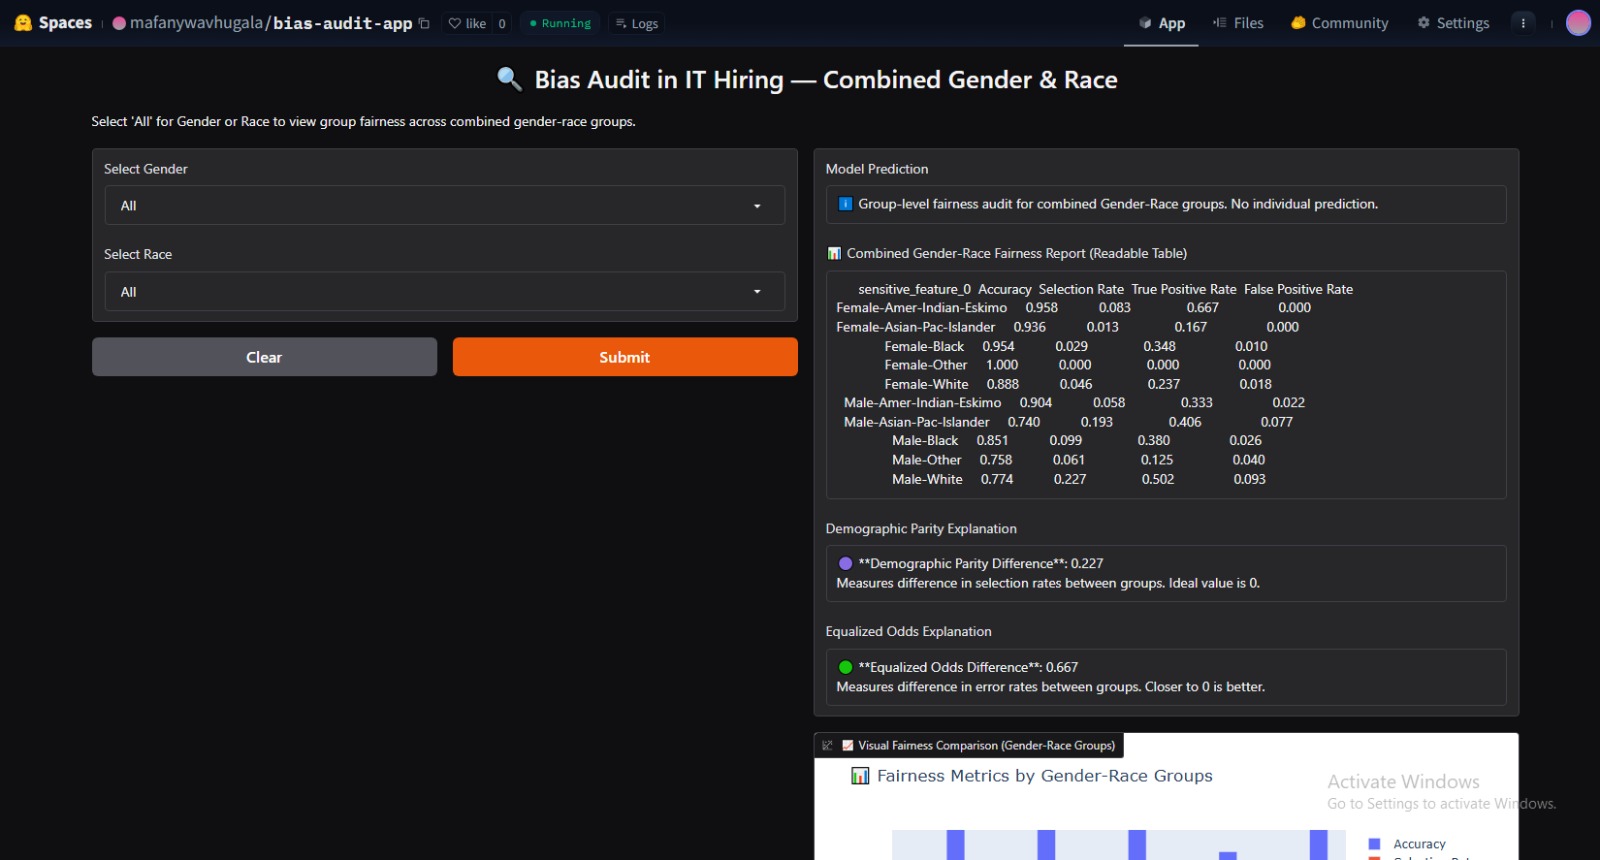 Spaces
mafanywavhugala/bias-audit-app
like 0
Running
Logs
App
Files
Community
Settings
Bias Audit in IT Hiring — Combined Gender & Race
Select 'All' for Gender or Race to view group fairness across combined gender-race groups.
Select Gender
All
Select Race
All
Clear
Submit
Model Prediction
Group-level fairness audit for combined Gender-Race groups. No individual prediction.
Combined Gender-Race Fairness Report (Readable Table)
sensitive_feature_0 Accuracy Selection Rate True Positive Rate False Positive Rate
Female-Amer-Indian-Eskimo 0.958 0.083 0.667 0.000
Female-Asian-Pac-Islander 0.936 0.013 0.167 0.000
Female-Black 0.954 0.029 0.348 0.010
Female-Other 1.000 0.000 0.000 0.000
Female-White 0.888 0.046 0.237 0.018
Male-Amer-Indian-Eskimo 0.904 0.058 0.333 0.022
Male-Asian-Pac-Islander 0.740 0.193 0.406 0.077
Male-Black 0.851 0.099 0.380 0.026
Male-Other 0.758 0.061 0.125 0.040
Male-White 0.774 0.227 0.502 0.093
Demographic Parity Explanation
**Demographic Parity Difference**: 0.227
Measures difference in selection rates between groups. Ideal value is 0.
Equalized Odds Explanation
**Equalized Odds Difference**: 0.667
Measures difference in error rates between groups. Closer to 0 is better.
Visual Fairness Comparison (Gender-Race Groups)
Fairness Metrics by Gender-Race Groups
Activate Windows
Go to Settings to activate Windows.
Accuracy